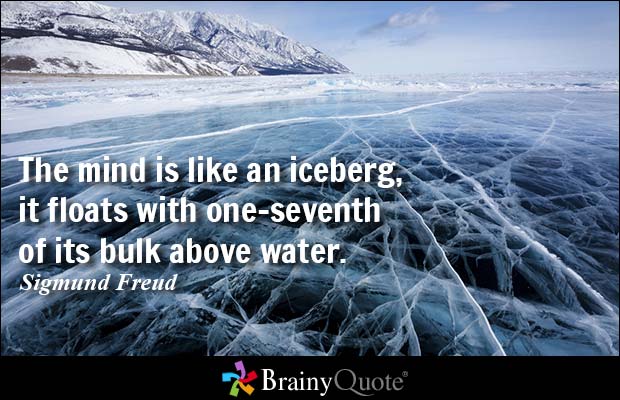 The mind is like an iceberg,
it floats with one-seventh
of its bulk above water.
Sigmund Freud
BrainyQuote®